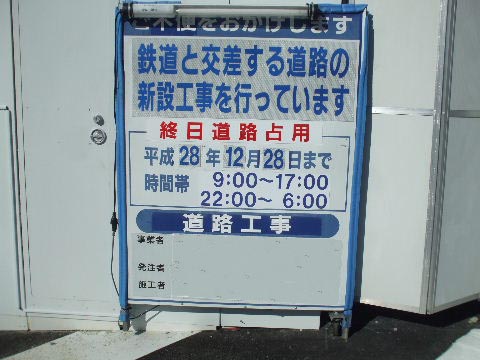 ご不便をおかけします
鉄道と交差する道路の
新設工事を行っています
終日道路占用
平成28年12月28日まで
時間帯 9:00～17:00
22:00～ 6:00
道路工事
事業者
発注者
施工者